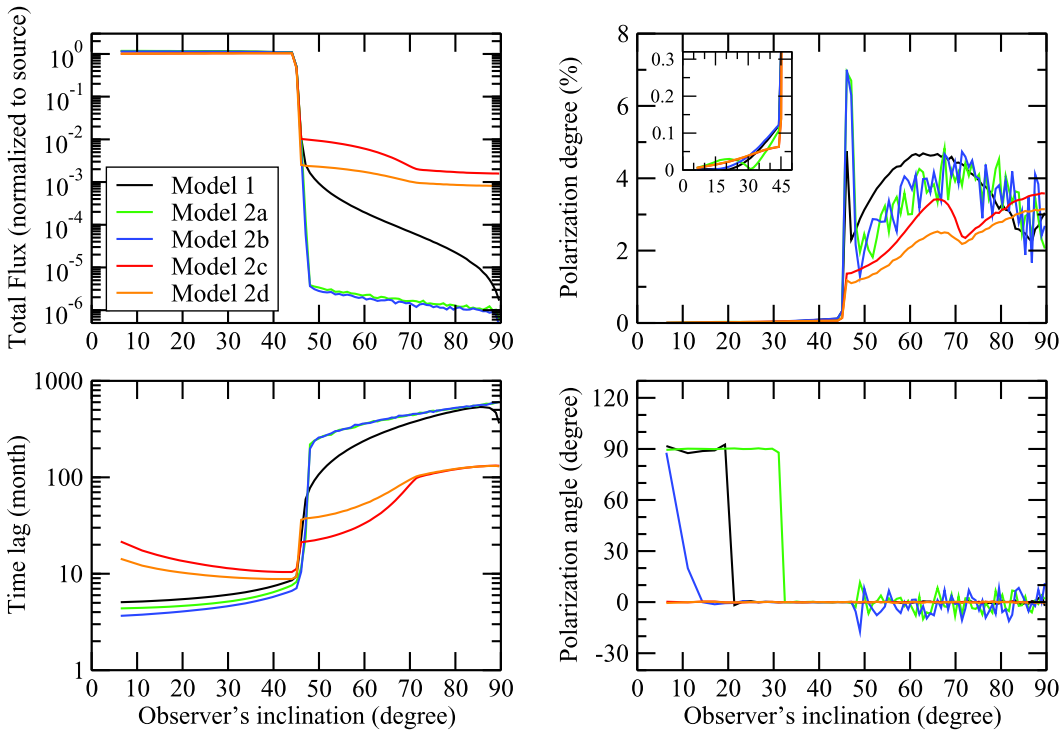 Total Flux (normalized to source)
10^0
10^-1
10^-2
10^-3
10^-4
10^-5
10^-6
Model 1
Model 2a
Model 2b
Model 2c
Model 2d
0 10 20 30 40 50 60 70 80 90
Polarization degree (%)
8
6
4
2
0
0.3
0.2
0.1
0
0 15 30 45
0 10 20 30 40 50 60 70 80 90
Time lag (month)
1000
100
10
1
0 10 20 30 40 50 60 70 80 90
Observer's inclination (degree)
Polarization angle (degree)
120
90
60
30
0
-30
0 10 20 30 40 50 60 70 80 90
Observer's inclination (degree)